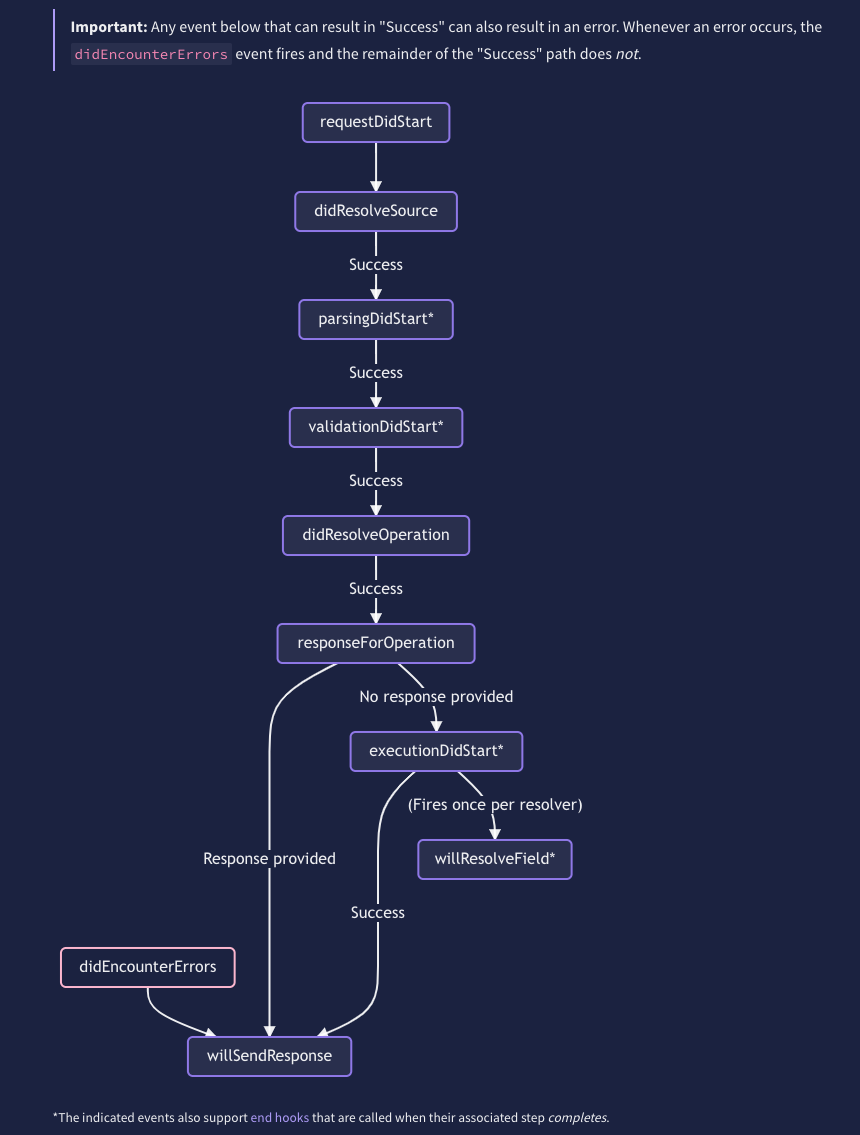 Important: Any event below that can result in "Success" can also result in an error. Whenever an error occurs, the
didEncounterErrors event fires and the remainder of the "Success" path does not.
requestDidStart
didResolveSource
Success
parsingDidStart*
Success
validationDidStart*
Success
didResolveOperation
Success
responseForOperation
No response provided
executionDidStart*
(Fires once per resolver)
Response provided
willResolveField*
Success
didEncounterErrors
willSendResponse
*The indicated events also support end hooks that are called when their associated step completes.